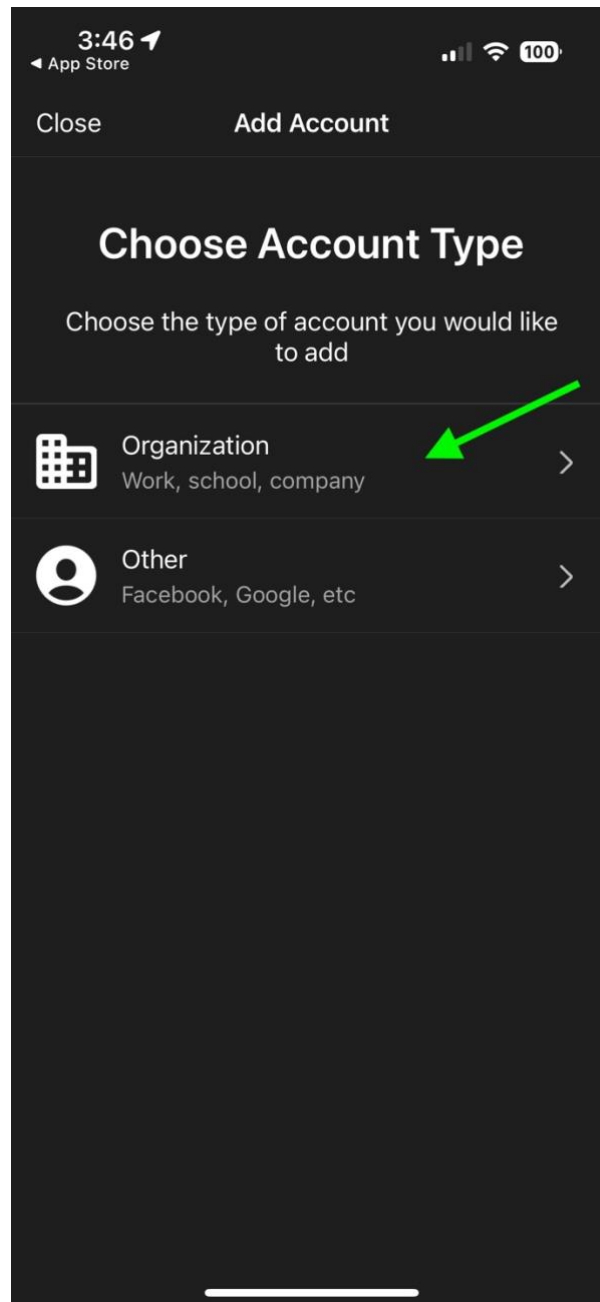 3:46
◀ App Store
100
Close
Add Account
Choose Account Type
Choose the type of account you would like
to add
Organization
Work, school, company
Other
Facebook, Google, etc